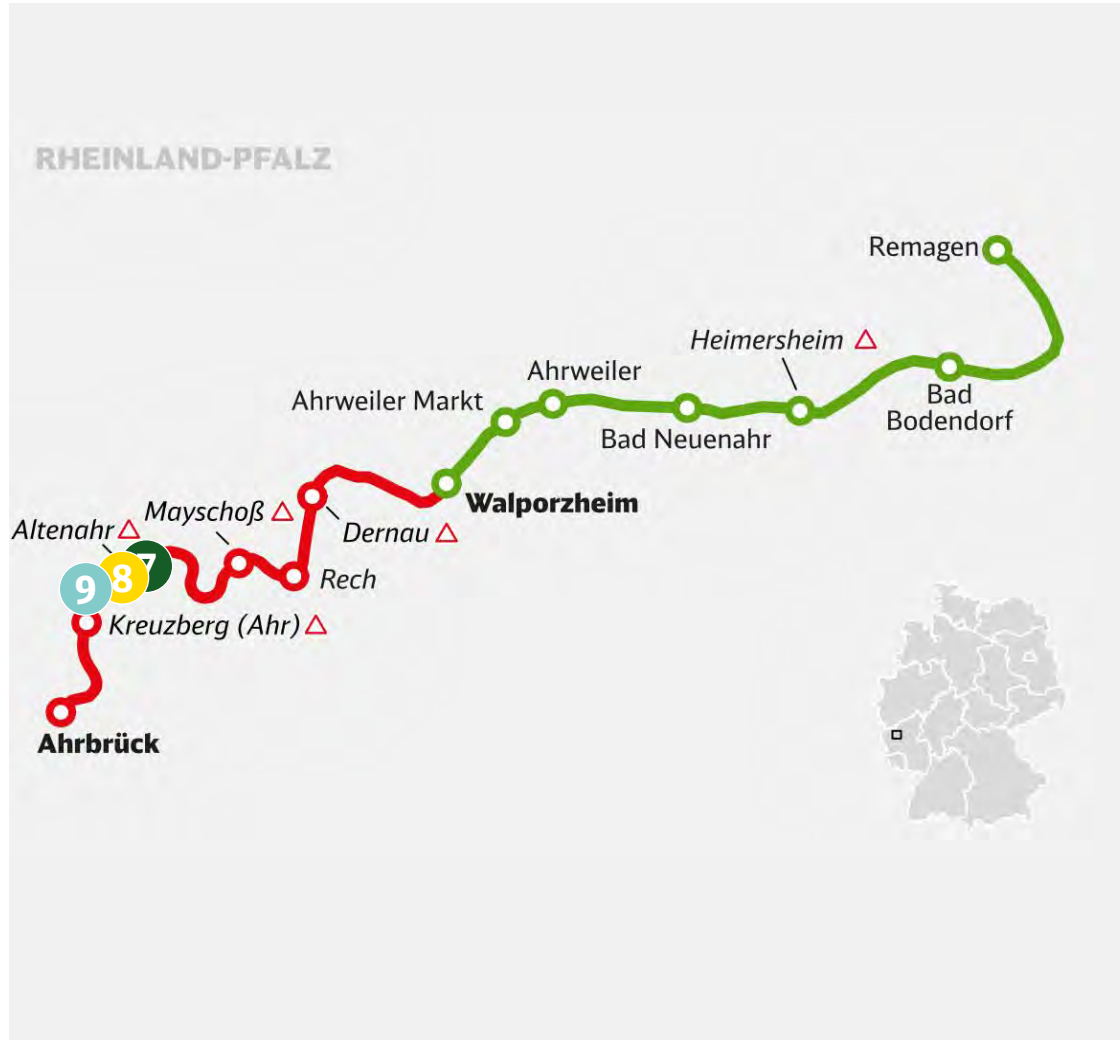 RHEINLAND-PFALZ
Remagen
Heimersheim
Ahrweiler
Ahrweiler Markt
Bad
Bodendorf
Bad Neuenahr
Walporzheim
Mayschoß
Altenahr
Dernau
7
8
9
Rech
Kreuzberg (Ahr)
Ahrbrück